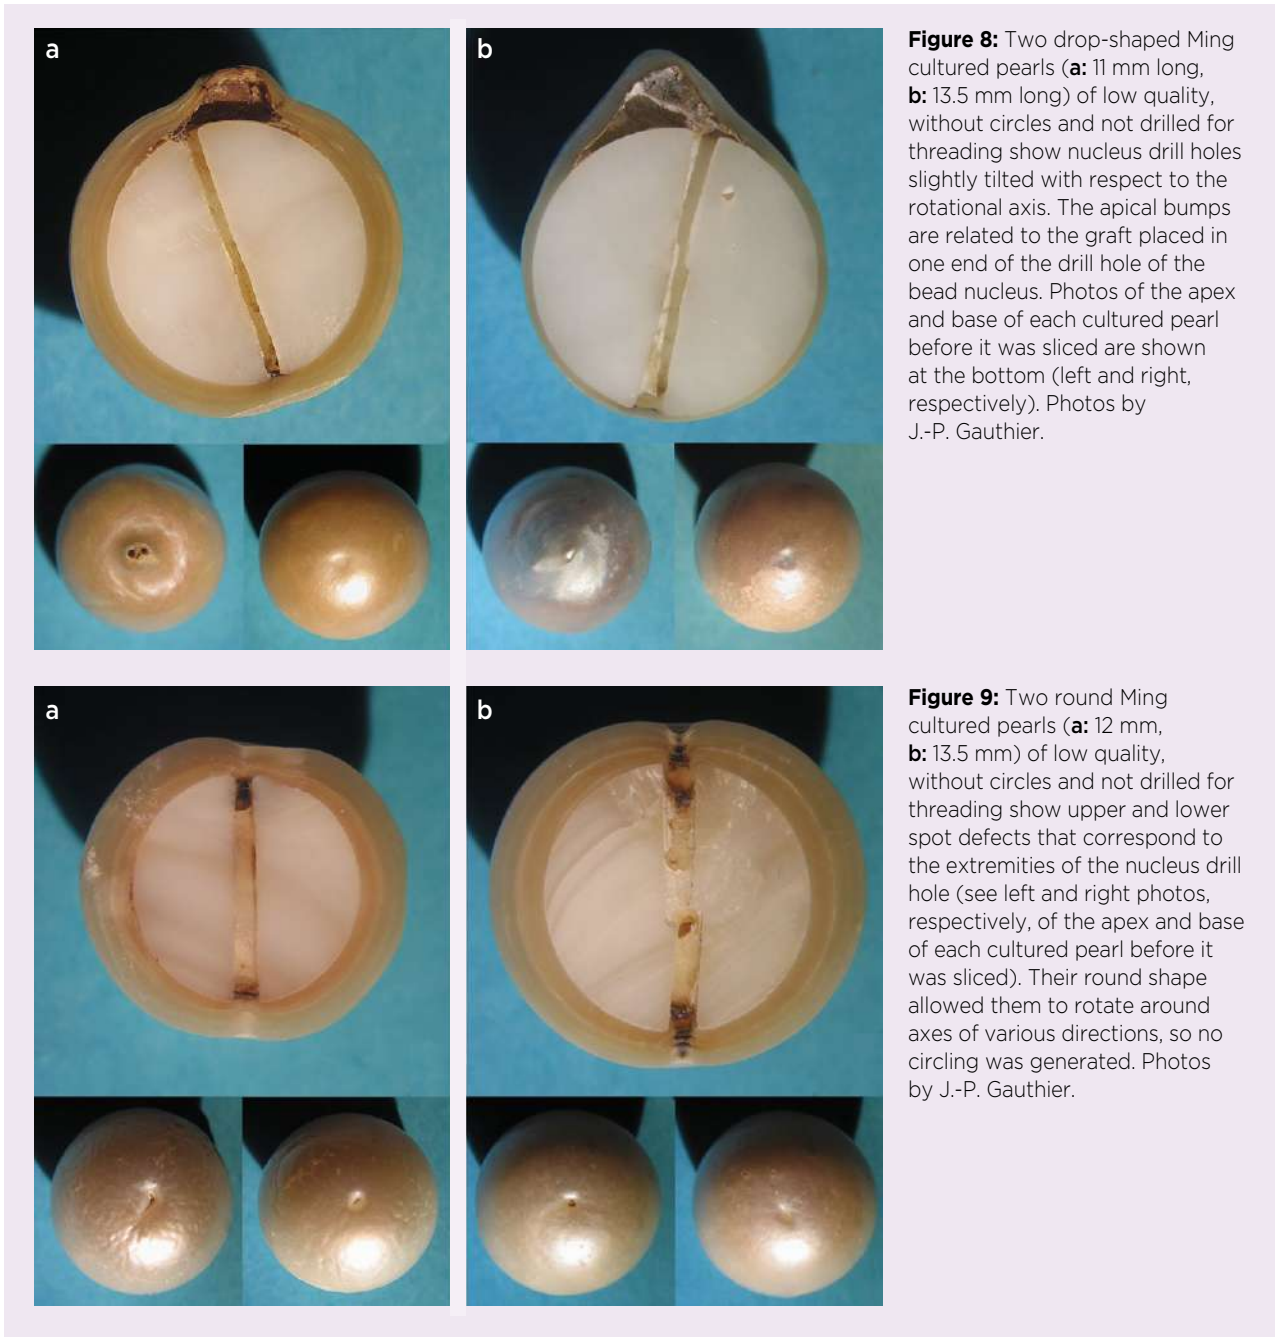 a
b
Figure 8: Two drop-shaped Ming
cultured pearls (a: 11 mm long,
b: 13.5 mm long) of low quality,
without circles and not drilled for
threading show nucleus drill holes
slightly tilted with respect to the
rotational axis. The apical bumps
are related to the graft placed in
one end of the drill hole of the
bead nucleus. Photos of the apex
and base of each cultured pearl
before it was sliced are shown
at the bottom (left and right,
respectively). Photos by
J.-P. Gauthier.
a
b
Figure 9: Two round Ming
cultured pearls (a: 12 mm,
b: 13.5 mm) of low quality,
without circles and not drilled for
threading show upper and lower
spot defects that correspond to
the extremities of the nucleus drill
hole (see left and right photos,
respectively, of the apex and base
of each cultured pearl before it
was sliced). Their round shape
allowed them to rotate around
axes of various directions, so no
circling was generated. Photos
by J.-P. Gauthier.